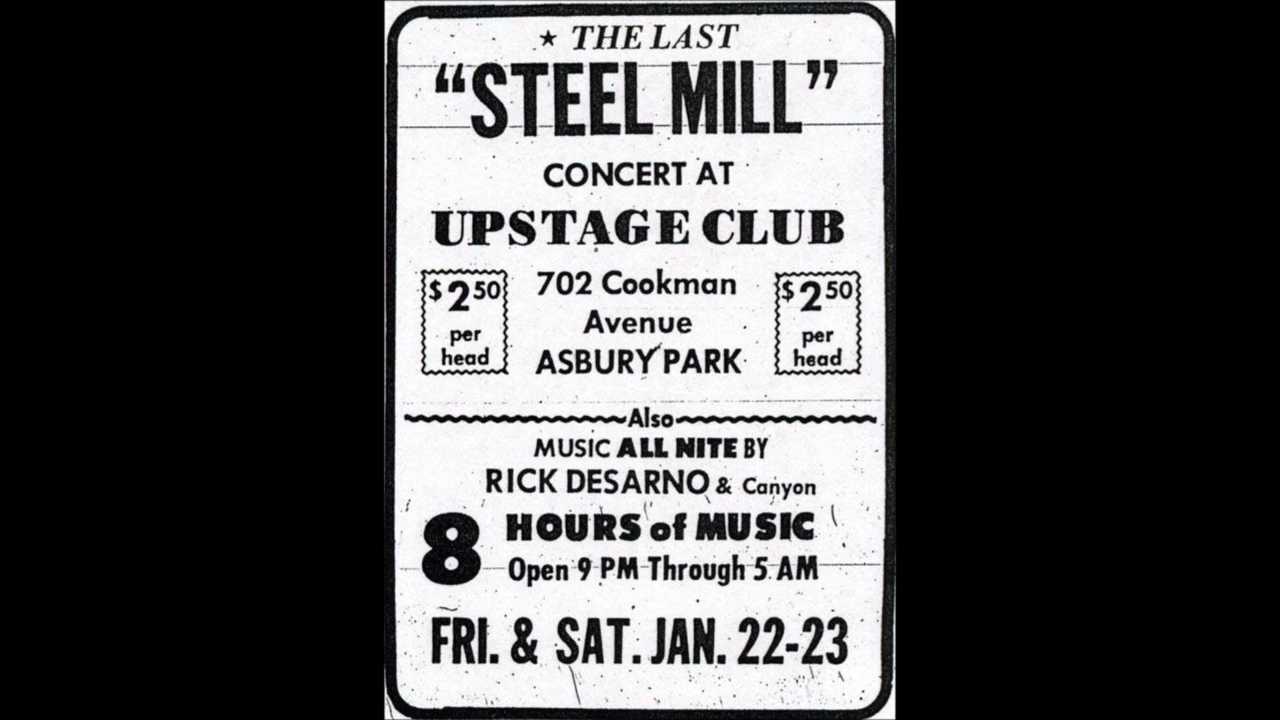 ★ THE LAST
“STEEL MILL”
CONCERT AT
UPSTAGE CLUB
$2.50 per head
702 Cookman
Avenue
ASBURY PARK
$2.50 per head
Also
MUSIC ALL NITE BY
RICK DESARNO & Canyon
8 HOURS of MUSIC
Open 9 PM Through 5 AM
FRI. & SAT. JAN. 22-23